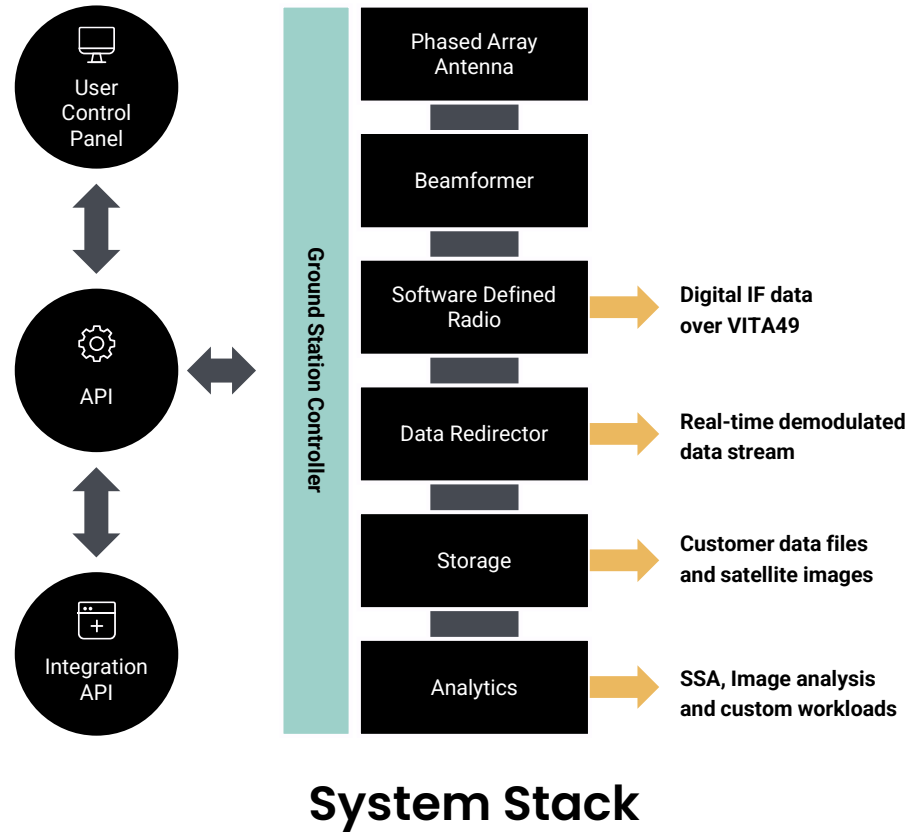 User
Control
Panel
API
Integration
API
Ground Station Controller
Phased Array
Antenna
Beamformer
Software Defined
Radio
Digital IF data
over VITA49
Data Redirector
Real-time demodulated
data stream
Storage
Customer data files
and satellite images
Analytics
SSA, Image analysis
and custom workloads
System Stack